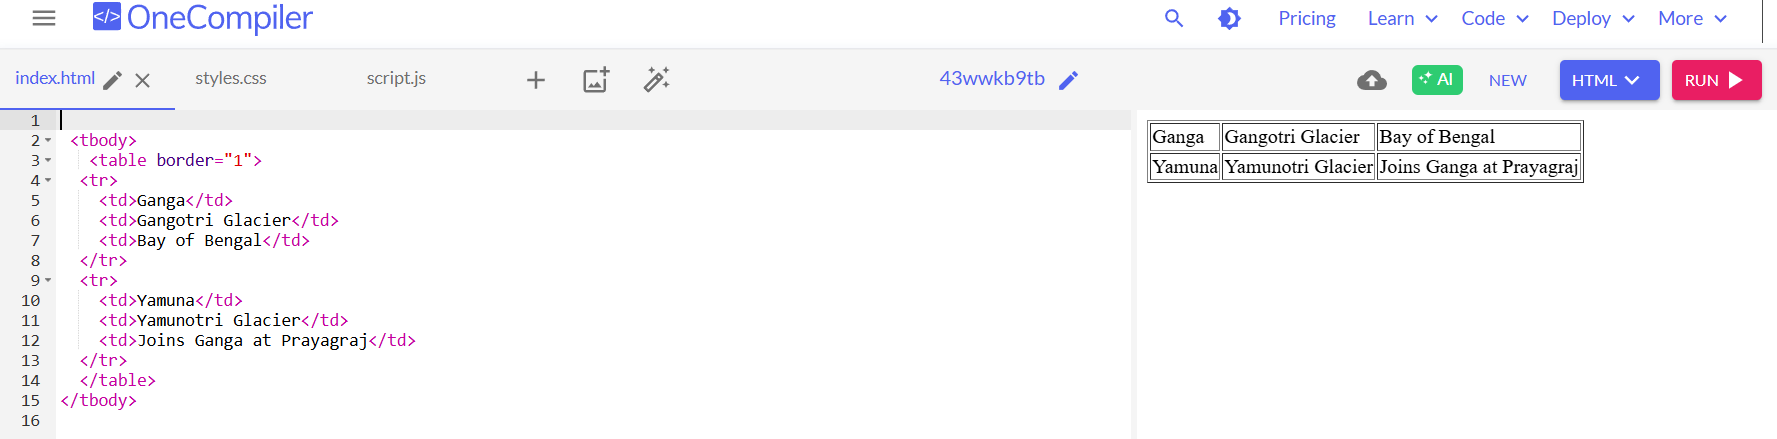 </> OneCompiler Pricing Learn Code Deploy More
index.html styles.css script.js 43wwkb9tb AI NEW HTML RUN
1
2 <tbody>
3 <table border="1">
4 <tr>
5 <td>Ganga</td>
6 <td>Gangotri Glacier</td>
7 <td>Bay of Bengal</td>
8 </tr>
9 <tr>
10 <td>Yamuna</td>
11 <td>Yamunotri Glacier</td>
12 <td>Joins Ganga at Prayagraj</td>
13 </tr>
14 </table>
15 </tbody>
16
Ganga Gangotri Glacier Bay of Bengal
Yamuna Yamunotri Glacier Joins Ganga at Prayagraj